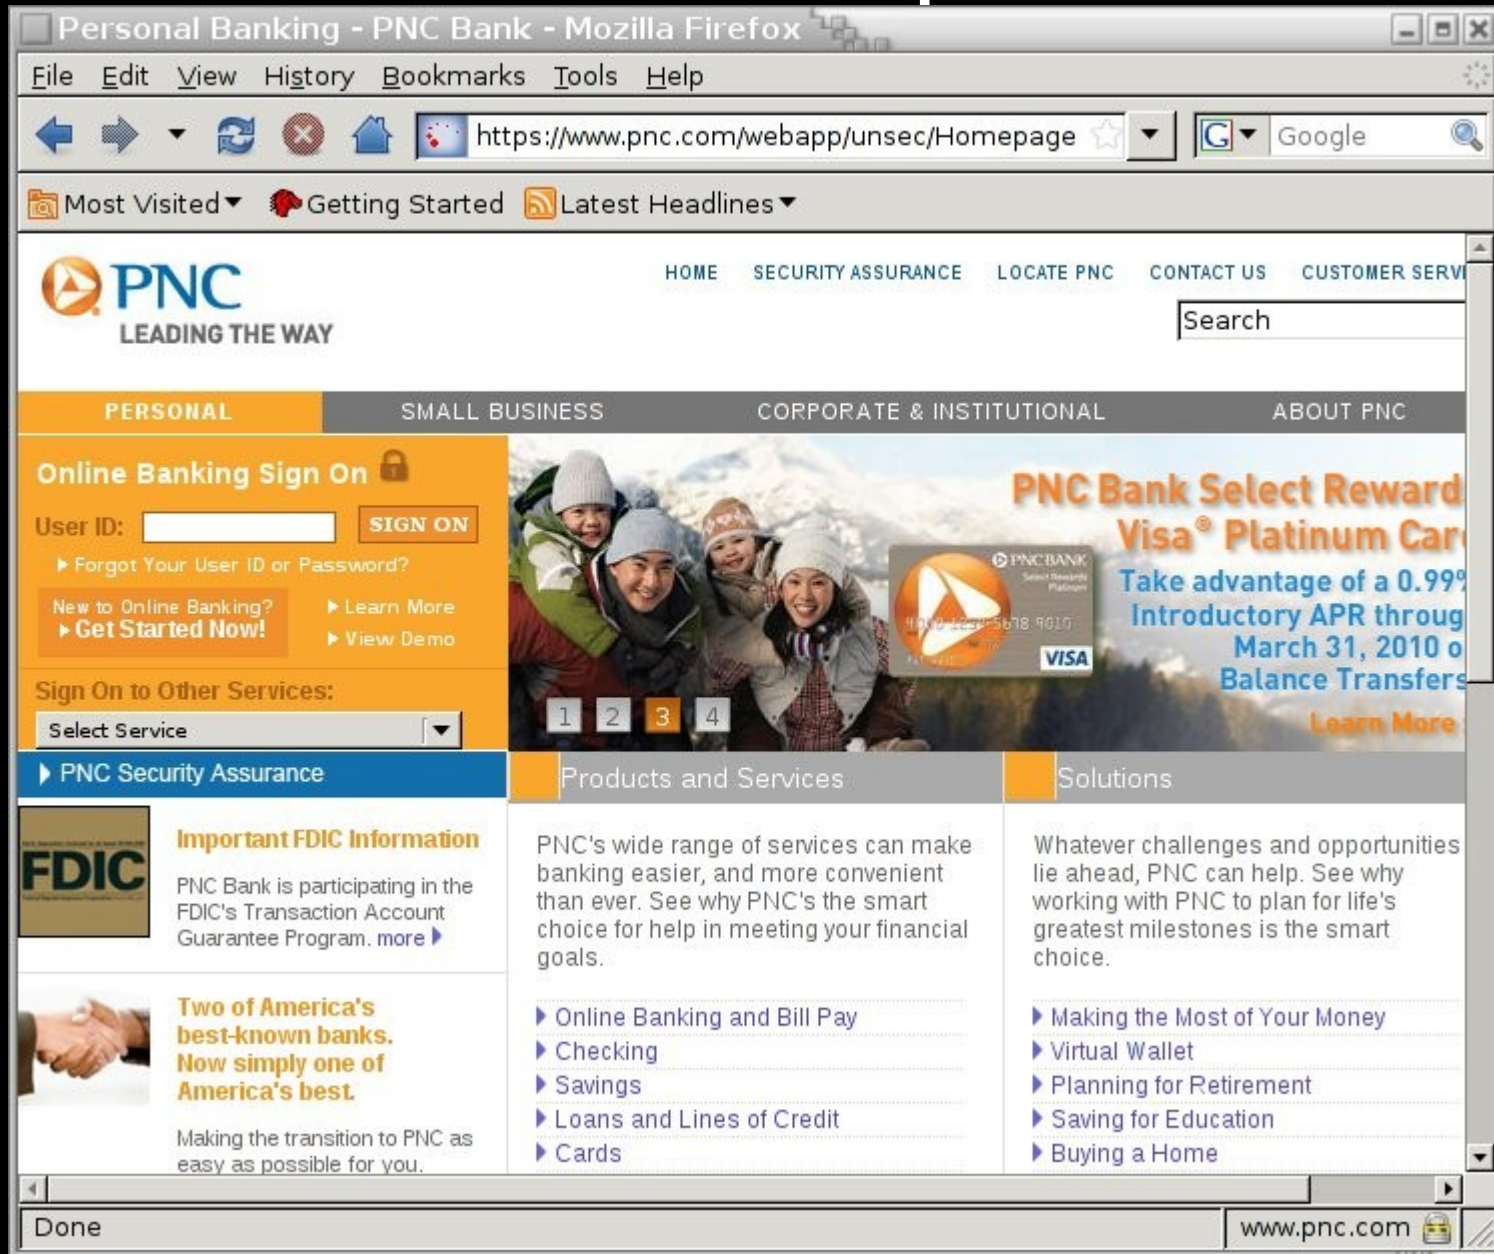 Personal Banking - PNC Bank - Mozilla Firefox
File Edit View History Bookmarks Tools Help
https://www.pnc.com/webapp/unsec/Homepage
G Google
Most Visited Getting Started Latest Headlines
PNC
LEADING THE WAY
HOME SECURITY ASSURANCE LOCATE PNC CONTACT US CUSTOMER SERVI
Search
PERSONAL SMALL BUSINESS CORPORATE & INSTITUTIONAL ABOUT PNC
Online Banking Sign On
User ID: SIGN ON
Forgot Your User ID or Password?
New to Online Banking?
Get Started Now!
Learn More
View Demo
Sign On to Other Services:
Select Service
PNC Bank Select Reward
Visa® Platinum Car
Take advantage of a 0.99%
Introductory APR throug
March 31, 2010 o
Balance Transfers
Learn More
PNCBANK
Select Rewards
Platinum
4000 1234 5678 9010
VISA
1 2 3 4
PNC Security Assurance
FDIC
Important FDIC Information
PNC Bank is participating in the
FDIC's Transaction Account
Guarantee Program. more
Two of America's
best-known banks.
Now simply one of
America's best.
Making the transition to PNC as
easy as possible for you.
Products and Services
PNC's wide range of services can make
banking easier, and more convenient
than ever. See why PNC's the smart
choice for help in meeting your financial
goals.
Online Banking and Bill Pay
Checking
Savings
Loans and Lines of Credit
Cards
Solutions
Whatever challenges and opportunities
lie ahead, PNC can help. See why
working with PNC to plan for life's
greatest milestones is the smart
choice.
Making the Most of Your Money
Virtual Wallet
Planning for Retirement
Saving for Education
Buying a Home
Done www.pnc.com